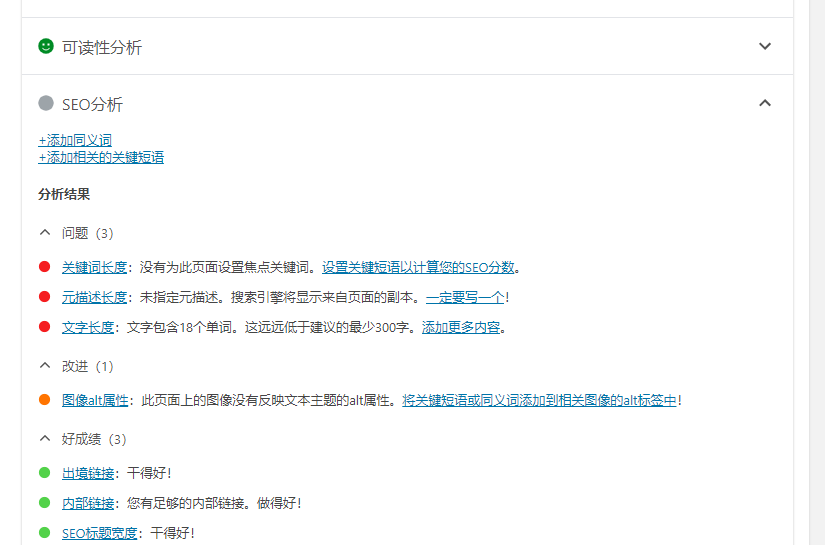 可读性分析
SEO分析
+添加同义词
+添加相关的关键短语
分析结果
问题（3）
关键词长度：没有为此页面设置焦点关键词。设置关键短语以计算您的SEO分数。
元描述长度：未指定元描述。搜索引擎将显示来自页面的副本。一定要写一个！
文字长度：文字包含18个单词。这远远低于建议的最少300字。添加更多内容。
改进（1）
图像alt属性：此页面上的图像没有反映文本主题的alt属性。将关键短语或同义词添加到相关图像的alt标签中！
好成绩（3）
出境链接：干得好！
内部链接：您有足够的内部链接。做得好！
SEO标题宽度：干得好！